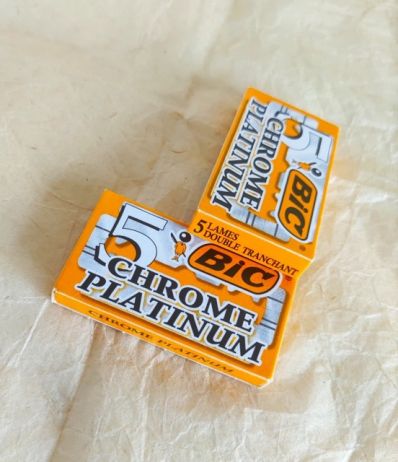 5
BIC
CHROME
PLATINUM
5 LAMES
DOUBLE TRANCHANT
5
BIC
CHROME
PLATINUM
CHROME PLATINUM